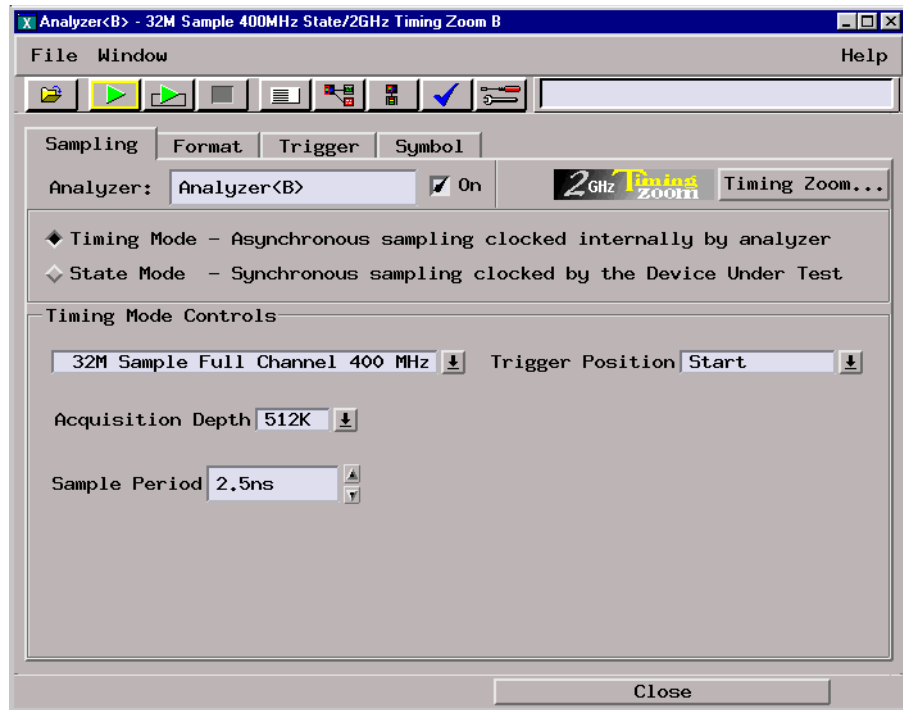 Analyzer<B> - 32M Sample 400MHz State/2GHz Timing Zoom B
File Window Help
Sampling Format Trigger Symbol
Analyzer: Analyzer<B> On 2 GHz Timing zoom Timing Zoom...
Timing Mode - Asynchronous sampling clocked internally by analyzer
State Mode - Synchronous sampling clocked by the Device Under Test
Timing Mode Controls
32M Sample Full Channel 400 MHz Trigger Position Start
Acquisition Depth 512K
Sample Period 2.5ns
Close